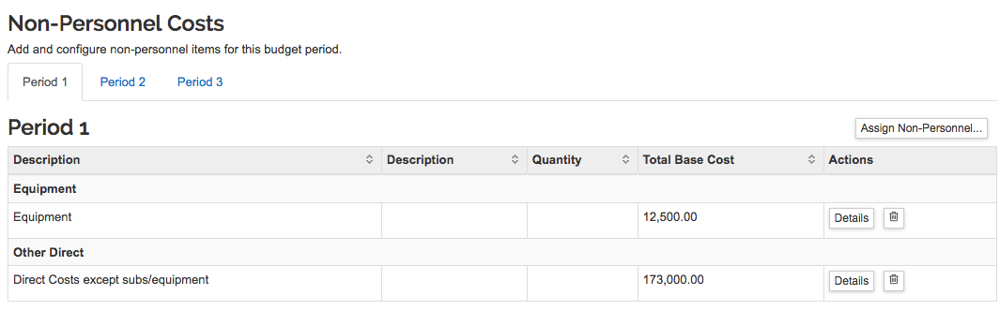 Non-Personnel Costs
Add and configure non-personnel items for this budget period.
Period 1 Period 2 Period 3
Period 1
Assign Non-Personnel...
Description Description Quantity Total Base Cost Actions
Equipment
Equipment 12,500.00 Details
Other Direct
Direct Costs except subs/equipment 173,000.00 Details